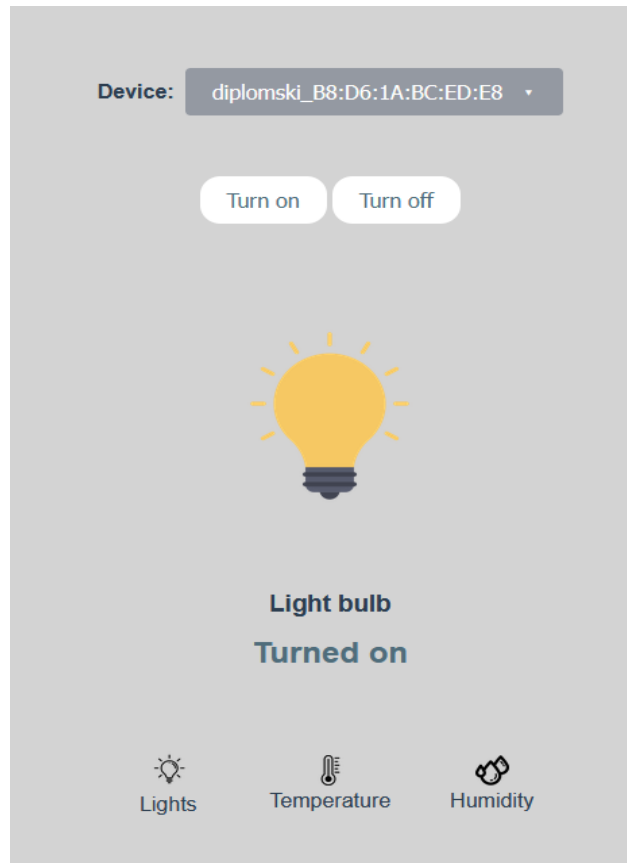 Device: diplomski_B8:D6:1A:BC:ED:E8
Turn on Turn off
Light bulb
Turned on
Lights Temperature Humidity